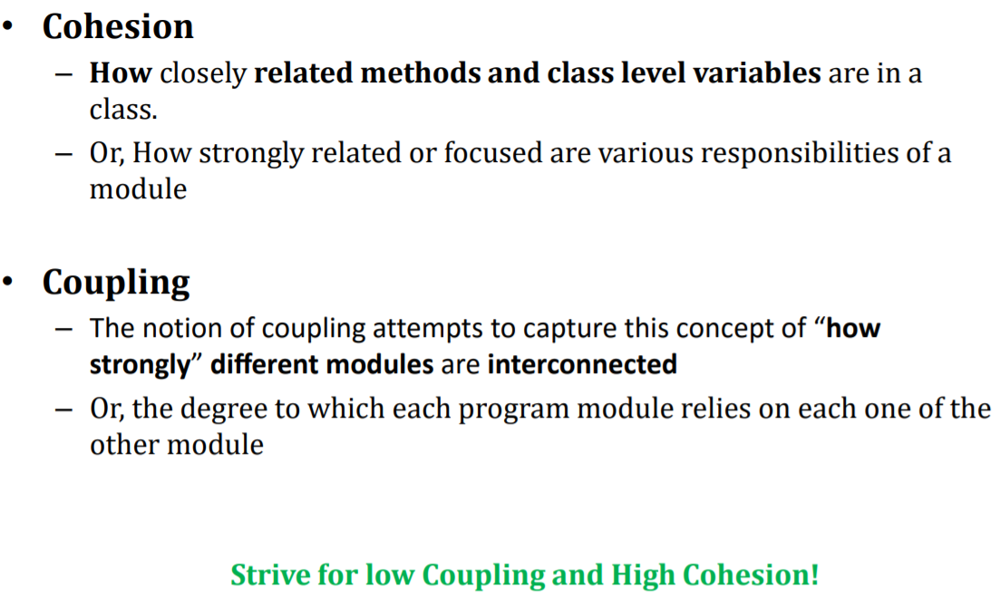 • Cohesion
– How closely related methods and class level variables are in a
class.
– Or, How strongly related or focused are various responsibilities of a
module
• Coupling
– The notion of coupling attempts to capture this concept of “how
strongly” different modules are interconnected
– Or, the degree to which each program module relies on each one of the
other module
Strive for low Coupling and High Cohesion!